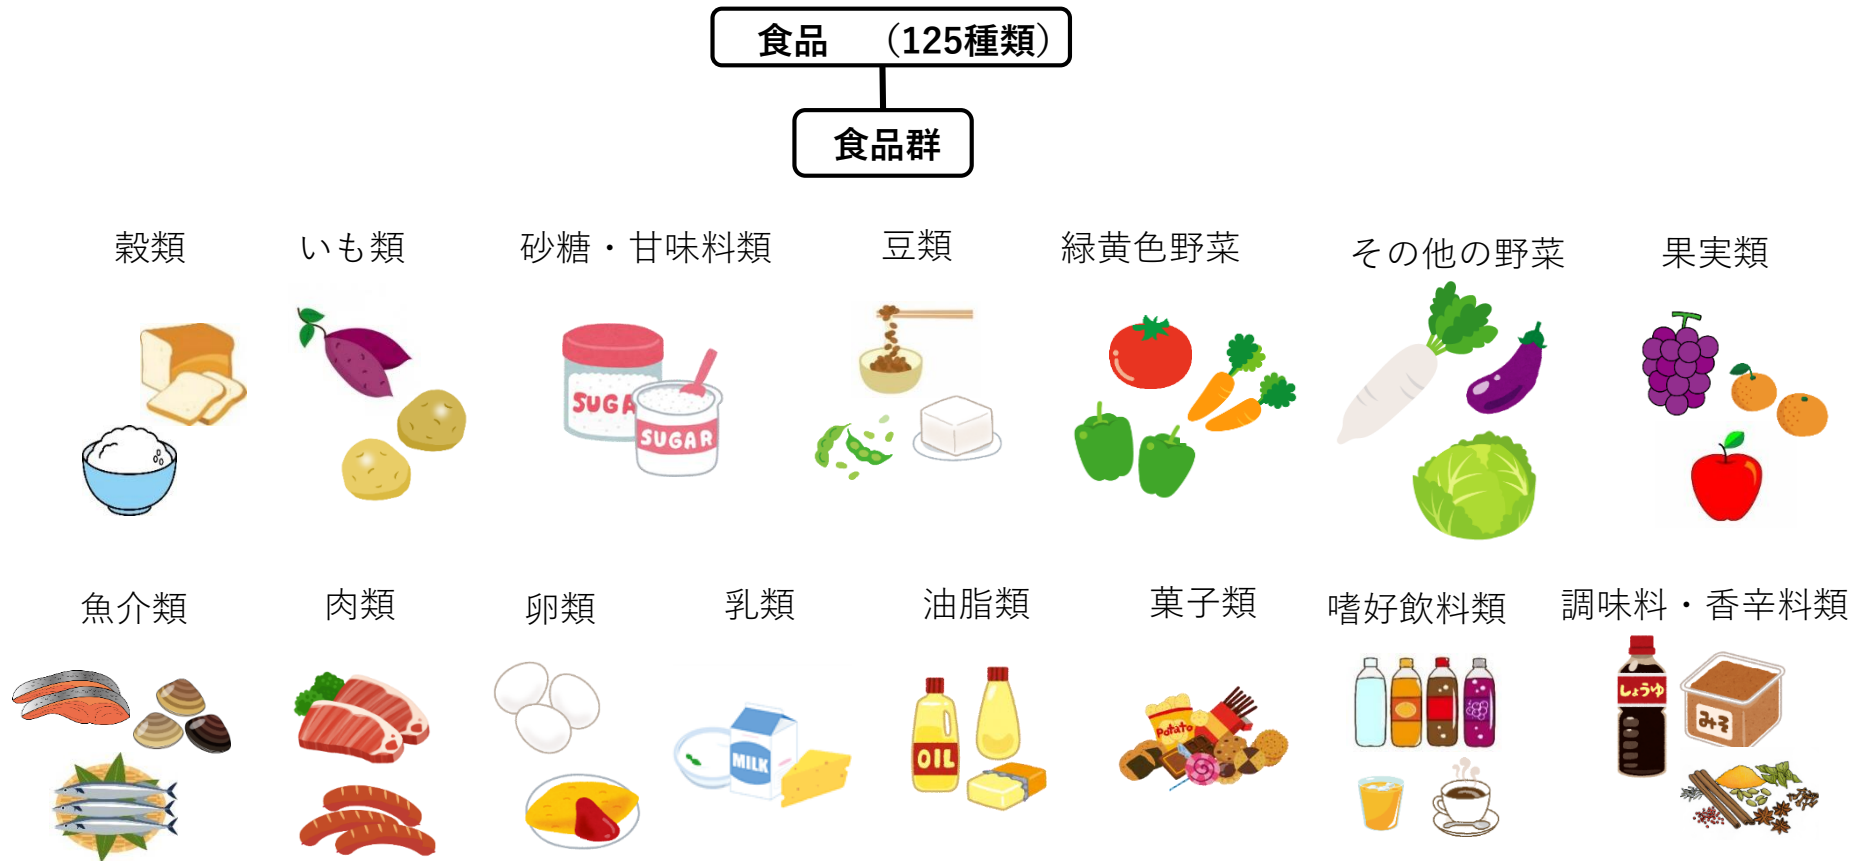 食品　（125種類）
食品群
穀類
いも類
砂糖・甘味料類
豆類
緑黄色野菜
その他の野菜
果実類
SUGA
SUGAR
魚介類
肉類
卵類
乳類
油脂類
菓子類
嗜好飲料類
調味料・香辛料類
MILK
OIL
Potato
しょうゆ
みそ